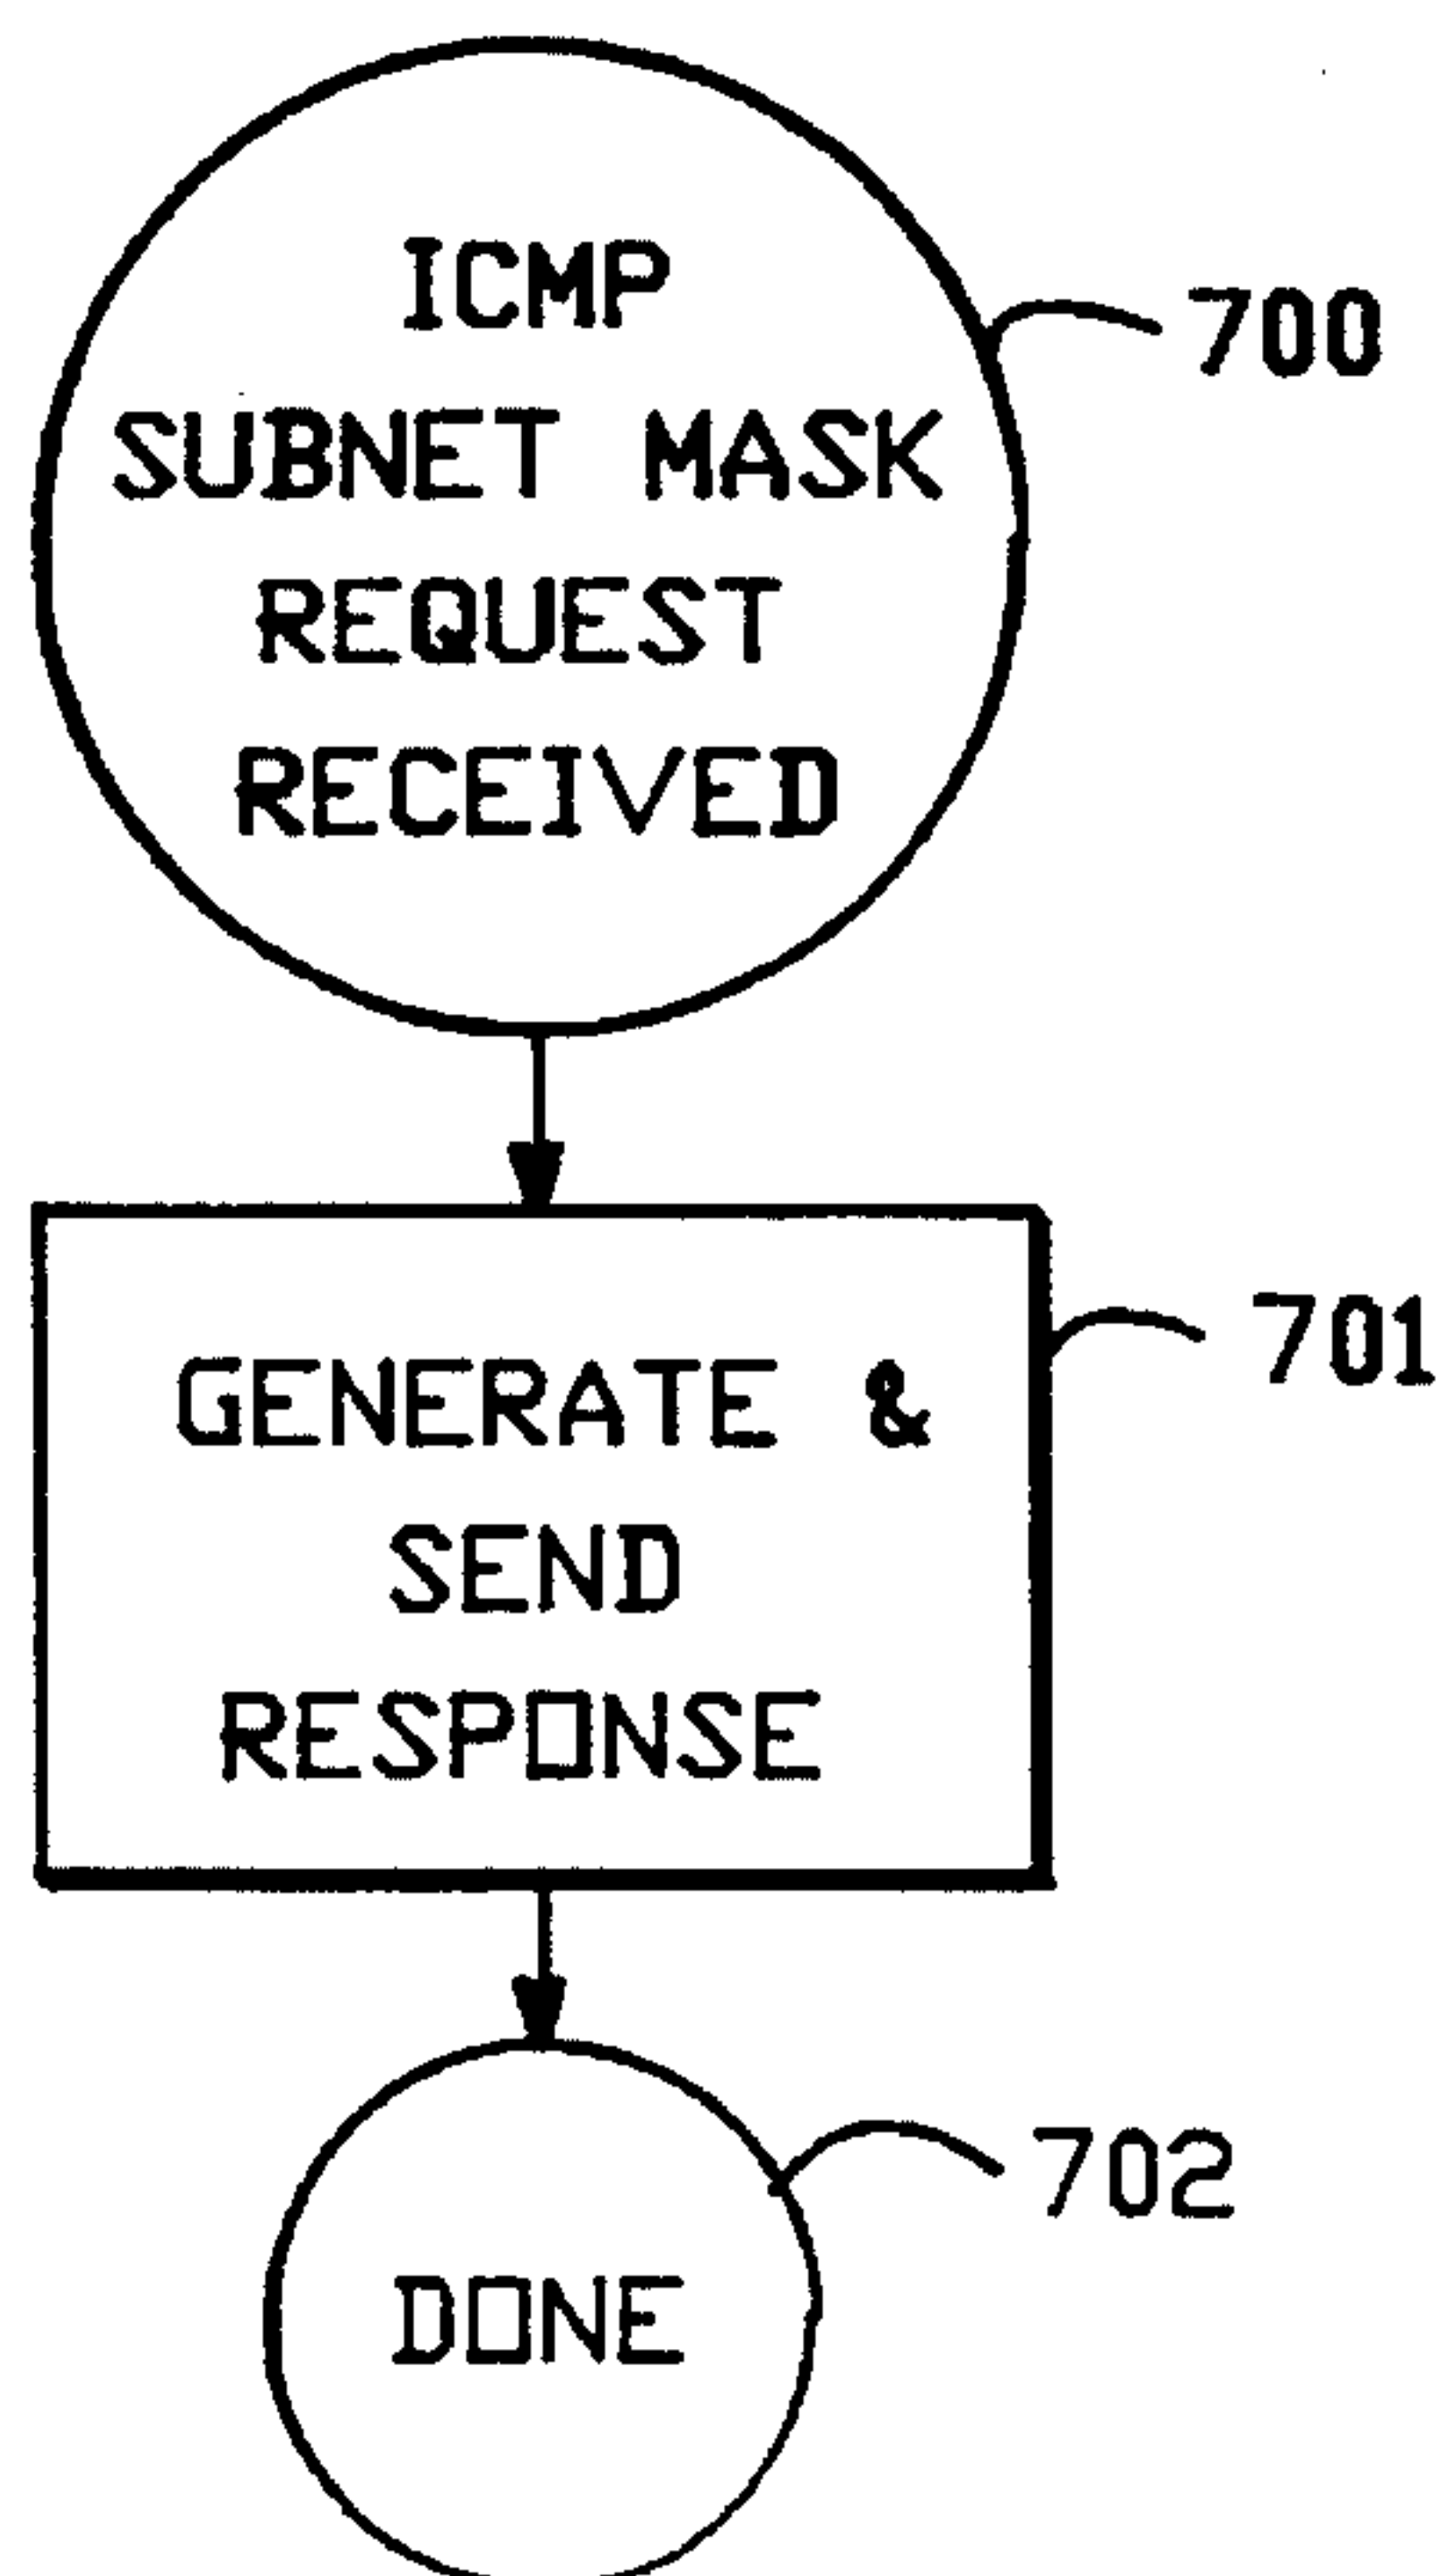 ICMP
SUBNET MASK
REQUEST
RECEIVED
700
GENERATE &
SEND
RESPONSE
701
DONE
702